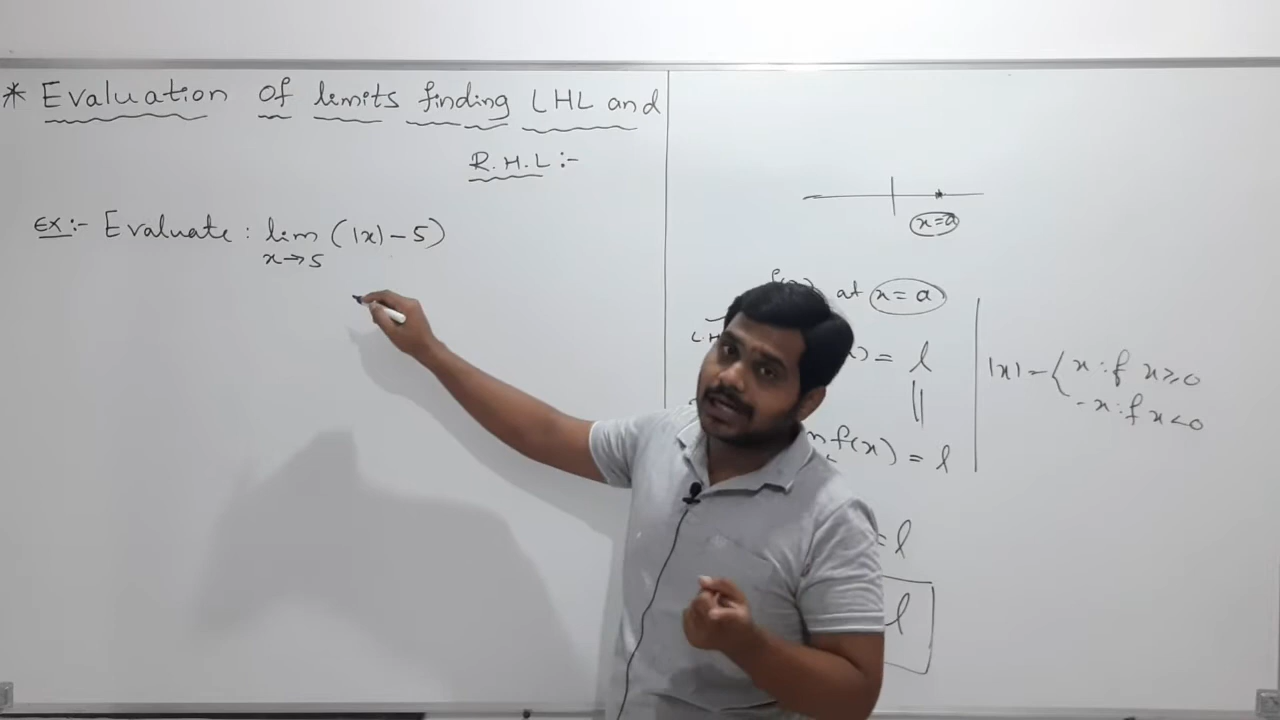 * Evaluation of limits finding LHL and
R.H.L :-
Ex:- Evaluate : lim (|x| - 5)
x→5
x=a
at x = a
= l
||
f(x) = l
= l
l
|x| = { x if x ≥ 0
-x if x < 0